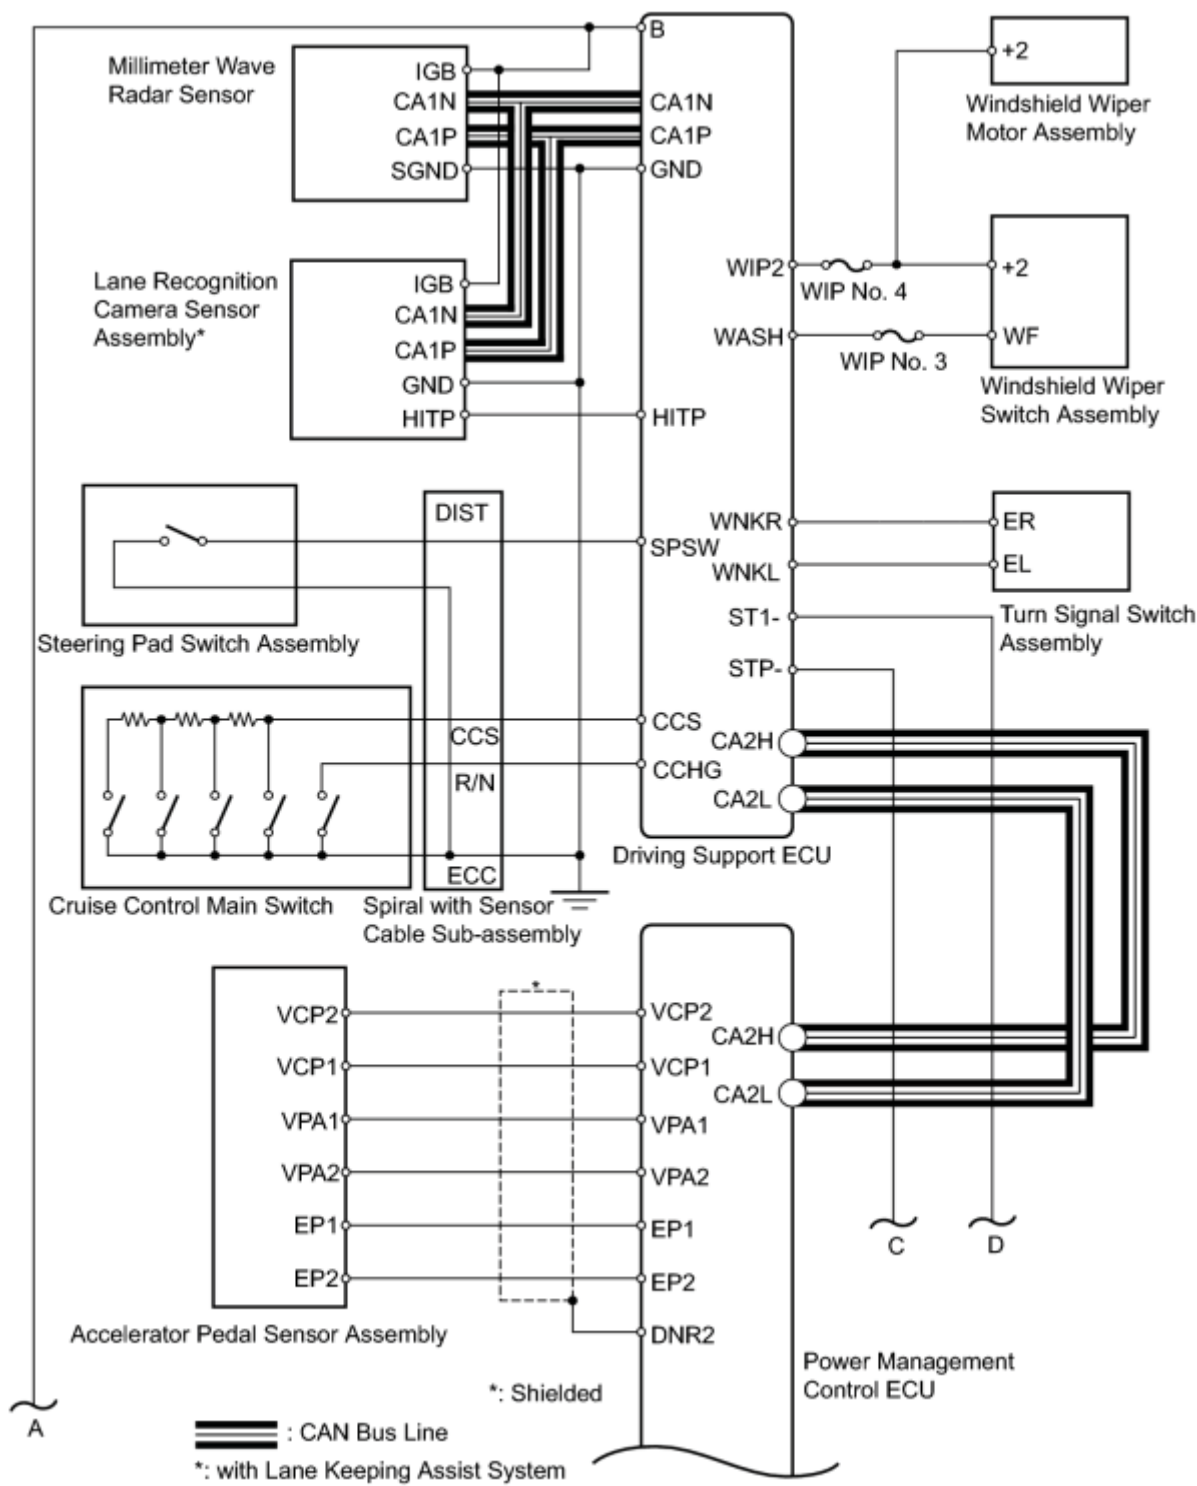 Millimeter Wave
Radar Sensor
IGB
CA1N
CA1P
SGND
Lane Recognition
Camera Sensor
Assembly*
IGB
CA1N
CA1P
GND
HITP
B
CA1N
CA1P
GND
HITP
SPSW
CCS
CCHG
WIP2
WASH
WNKR
WNKL
ST1-
STP-
CA2H
CA2L
Driving Support ECU
+2
Windshield Wiper
Motor Assembly
WIP No. 4
WIP No. 3
+2
WF
Windshield Wiper
Switch Assembly
ER
EL
Turn Signal Switch
Assembly
Steering Pad Switch Assembly
DIST
CCS
R/N
ECC
Cruise Control Main Switch
Spiral with Sensor
Cable Sub-assembly
VCP2
VCP1
VPA1
VPA2
EP1
EP2
Accelerator Pedal Sensor Assembly
*
VCP2
VCP1
VPA1
VPA2
EP1
EP2
DNR2
CA2H
CA2L
Power Management
Control ECU
C
D
A
*: Shielded
: CAN Bus Line
*: with Lane Keeping Assist System